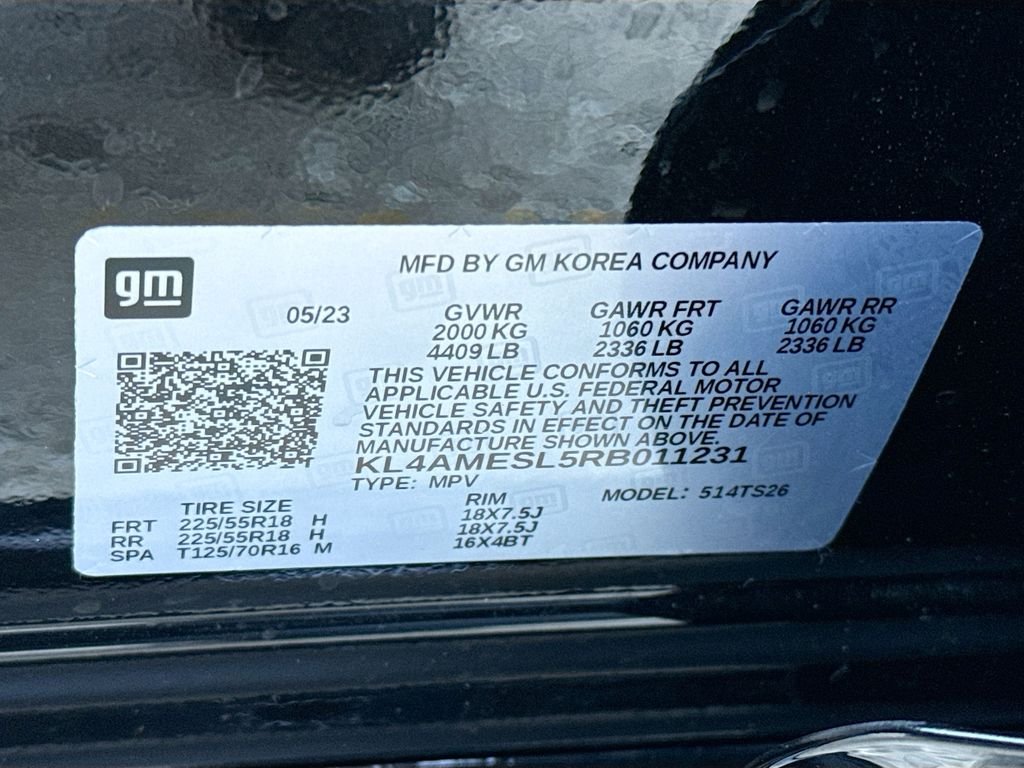 gm
MFD BY GM KOREA COMPANY
05/23 GVWR GAWR FRT GAWR RR
2000 KG 1060 KG 1060 KG
4409 LB 2336 LB 2336 LB
THIS VEHICLE CONFORMS TO ALL
APPLICABLE U.S. FEDERAL MOTOR
VEHICLE SAFETY AND THEFT PREVENTION
STANDARDS IN EFFECT ON THE DATE OF
MANUFACTURE SHOWN ABOVE.
KL4AMESL5RB011231
TYPE: MPV MODEL: 514TS26
TIRE SIZE RIM
FRT 225/55R18 H 18X7.5J
RR 225/55R18 H 18X7.5J
SPA T125/70R16 M 16X4BT